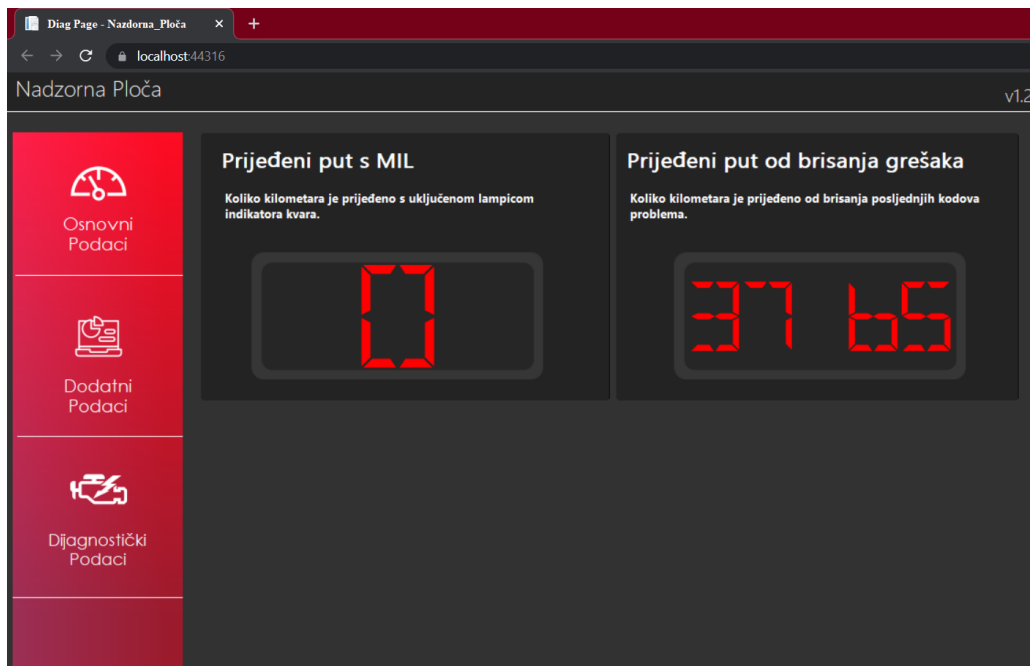 Diag Page - Nazdorna_Ploča
localhost:44316
Nadzorna Ploča
v1.2
Osnovni
Podaci
Dodatni
Podaci
Dijagnostički
Podaci
Prijeđeni put s MIL
Koliko kilometara je prijeđeno s uključenom lampicom
indikatora kvara.
0
Prijeđeni put od brisanja grešaka
Koliko kilometara je prijeđeno od brisanja posljednjih kodova
problema.
37 65